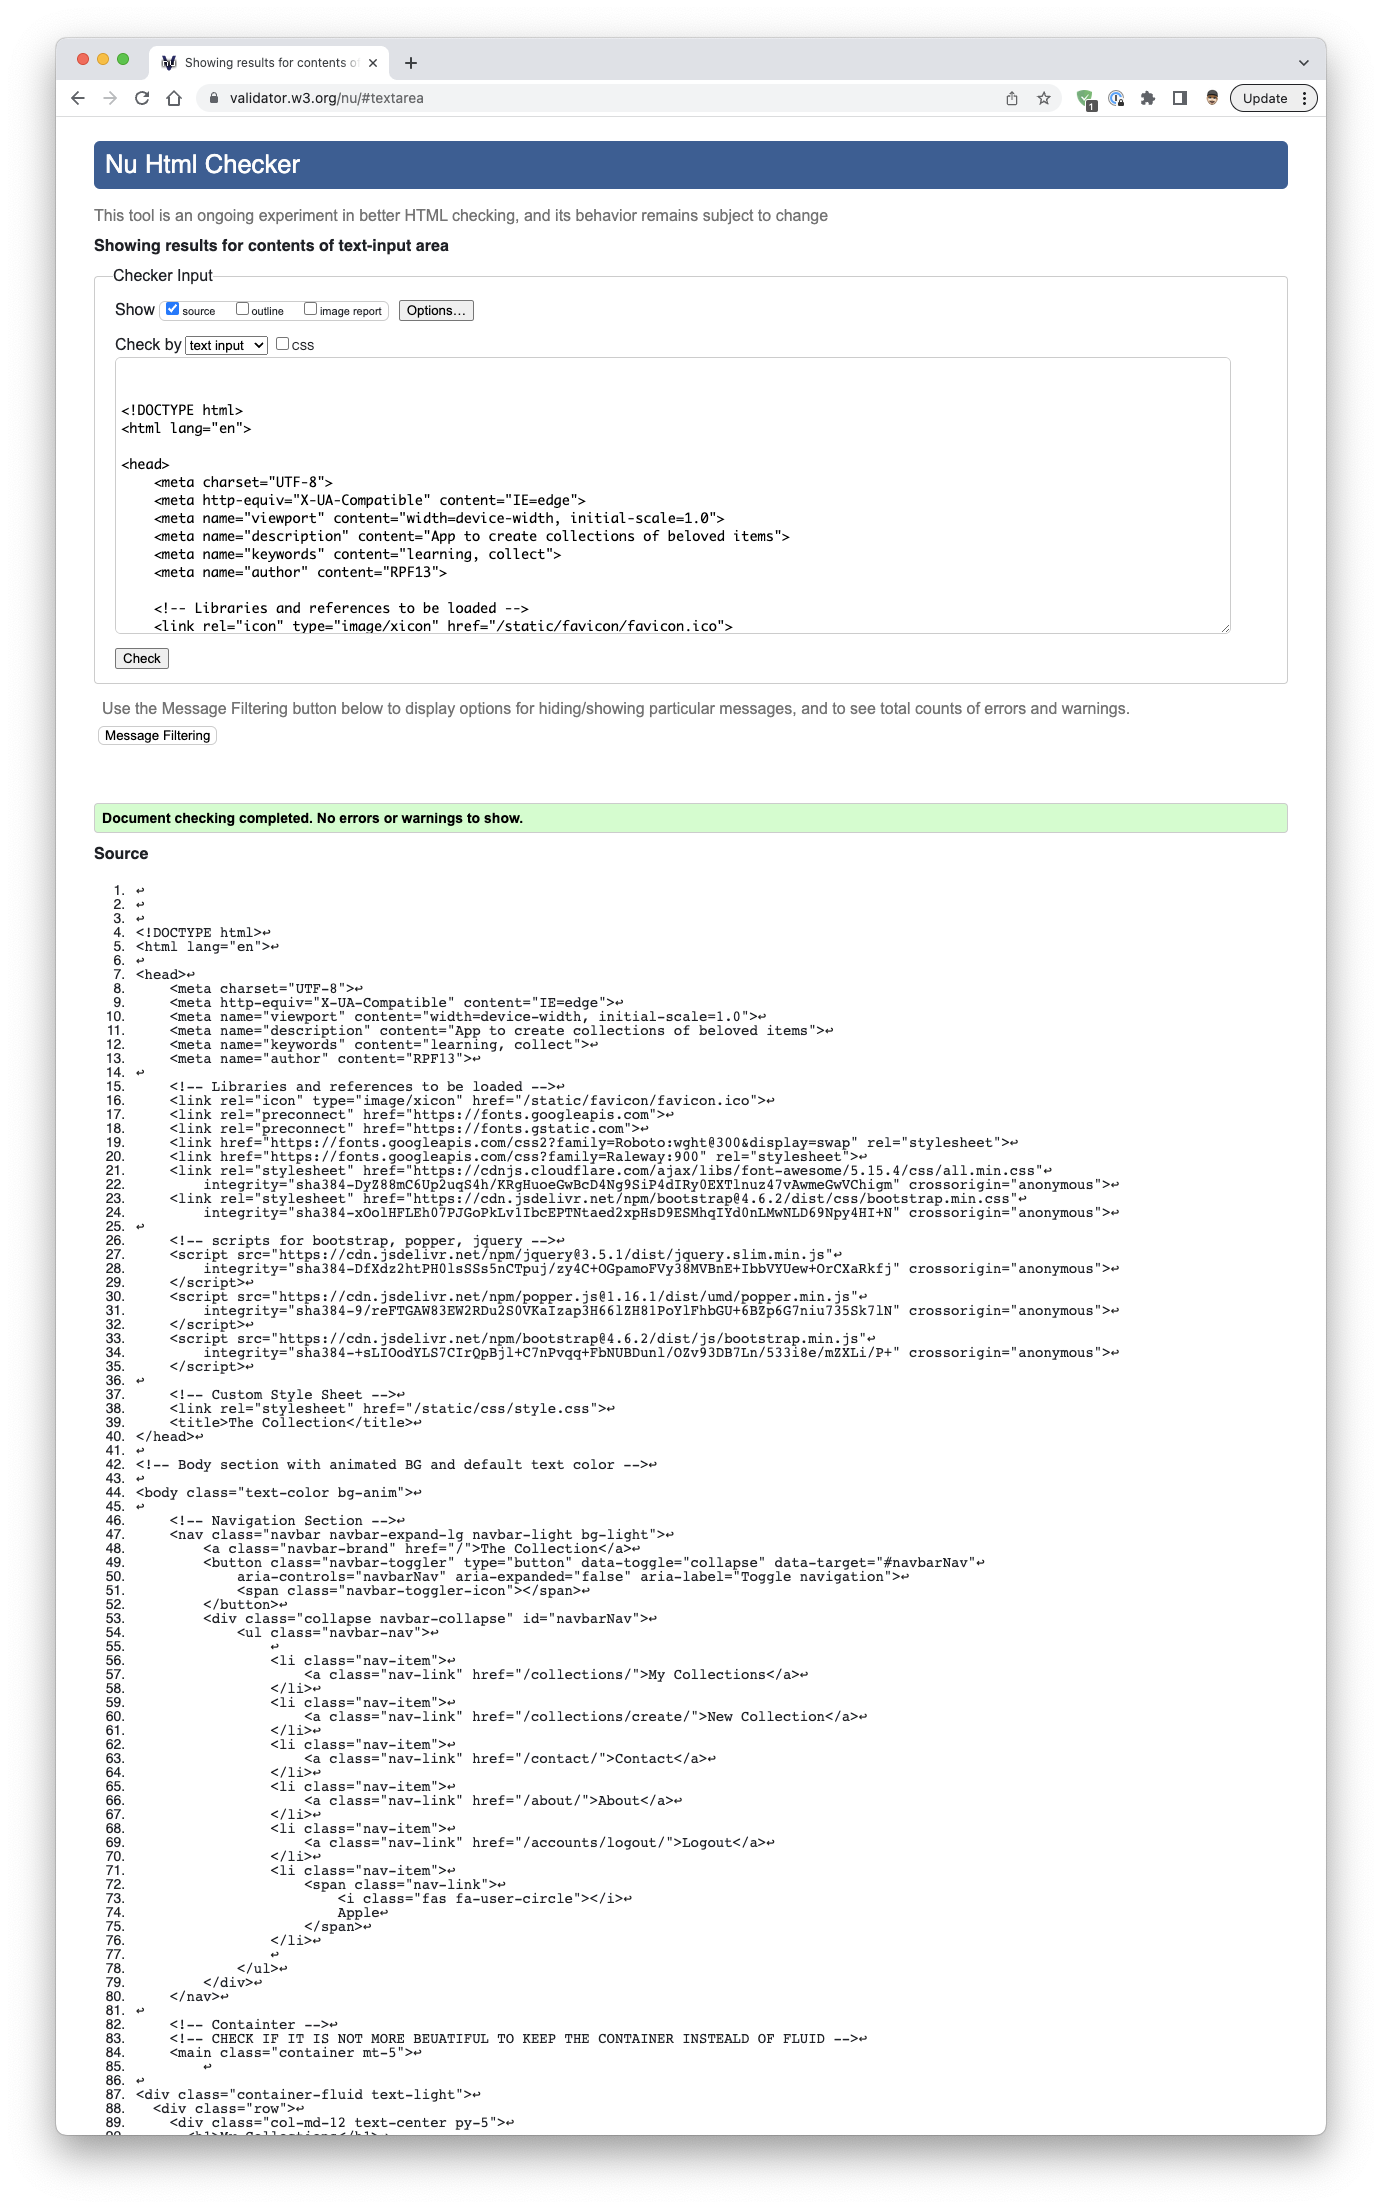 Showing results for contents o
validator.w3.org/nu/#textarea
1
Update
Nu Html Checker
This tool is an ongoing experiment in better HTML checking, and its behavior remains subject to change
Showing results for contents of text-input area
Checker Input
Show source outline image report Options...
Check by text input CSS
<!DOCTYPE html>
<html lang="en">
<head>
<meta charset="UTF-8">
<meta http-equiv="X-UA-Compatible" content="IE=edge">
<meta name="viewport" content="width=device-width, initial-scale=1.0">
<meta name="description" content="App to create collections of beloved items">
<meta name="keywords" content="learning, collect">
<meta name="author" content="RPF13">
<!-- Libraries and references to be loaded -->
<link rel="icon" type="image/xicon" href="/static/favicon/favicon.ico">
Check
Use the Message Filtering button below to display options for hiding/showing particular messages, and to see total counts of errors and warnings.
Message Filtering
Document checking completed. No errors or warnings to show.
Source
1. ↩
2. ↩
3. ↩
4. <!DOCTYPE html>↩
5. <html lang="en">↩
6. ↩
7. <head>↩
8. <meta charset="UTF-8">↩
9. <meta http-equiv="X-UA-Compatible" content="IE=edge">↩
10. <meta name="viewport" content="width=device-width, initial-scale=1.0">↩
11. <meta name="description" content="App to create collections of beloved items">↩
12. <meta name="keywords" content="learning, collect">↩
13. <meta name="author" content="RPF13">↩
14. ↩
15. <!-- Libraries and references to be loaded -->↩
16. <link rel="icon" type="image/xicon" href="/static/favicon/favicon.ico">↩
17. <link rel="preconnect" href="https://fonts.googleapis.com">↩
18. <link rel="preconnect" href="https://fonts.gstatic.com">↩
19. <link href="https://fonts.googleapis.com/css2?family=Roboto:wght@300&display=swap" rel="stylesheet">↩
20. <link href="https://fonts.googleapis.com/css?family=Raleway:900" rel="stylesheet">↩
21. <link rel="stylesheet" href="https://cdnjs.cloudflare.com/ajax/libs/font-awesome/5.15.4/css/all.min.css"↩
22. integrity="sha384-DyZ88mC6Up2uqS4h/KRgHuoeGwBcD4Ng9SiP4dIRy0EXTlnuz47vAwmeGwVChigm" crossorigin="anonymous">↩
23. <link rel="stylesheet" href="https://cdn.jsdelivr.net/npm/bootstrap@4.6.2/dist/css/bootstrap.min.css"↩
24. integrity="sha384-xOolHFLEh07PJGoPkLv1IbcEPTNtaed2xpHsD9ESMhqIYd0nLMwNLD69Npy4HI+N" crossorigin="anonymous">↩
25. ↩
26. <!-- scripts for bootstrap, popper, jquery -->↩
27. <script src="https://cdn.jsdelivr.net/npm/jquery@3.5.1/dist/jquery.slim.min.js"↩
28. integrity="sha384-DfXdz2htPH0lsSSs5nCTpuj/zy4C+OGpamoFVy38MVBnE+IbbVYUew+OrCXaRkfj" crossorigin="anonymous">↩
29. </script>↩
30. <script src="https://cdn.jsdelivr.net/npm/popper.js@1.16.1/dist/umd/popper.min.js"↩
31. integrity="sha384-9/reFTGAW83EW2RDu2S0VKaIzap3H66lZH81PoYlFhbGU+6BZp6G7niu735Sk7lN" crossorigin="anonymous">↩
32. </script>↩
33. <script src="https://cdn.jsdelivr.net/npm/bootstrap@4.6.2/dist/js/bootstrap.min.js"↩
34. integrity="sha384-+sLIOodYLS7CIrQpBjl+C7nPvqq+FbNUBDunl/OZv93DB7Ln/533i8e/mZXLi/P+" crossorigin="anonymous">↩
35. </script>↩
36. ↩
37. <!-- Custom Style Sheet -->↩
38. <link rel="stylesheet" href="/static/css/style.css">↩
39. <title>The Collection</title>↩
40. </head>↩
41. ↩
42. <!-- Body section with animated BG and default text color -->↩
43. ↩
44. <body class="text-color bg-anim">↩
45. ↩
46. <!-- Navigation Section -->↩
47. <nav class="navbar navbar-expand-lg navbar-light bg-light">↩
48. <a class="navbar-brand" href="/">The Collection</a>↩
49. <button class="navbar-toggler" type="button" data-toggle="collapse" data-target="#navbarNav"↩
50. aria-controls="navbarNav" aria-expanded="false" aria-label="Toggle navigation">↩
51. <span class="navbar-toggler-icon"></span>↩
52. </button>↩
53. <div class="collapse navbar-collapse" id="navbarNav">↩
54. <ul class="navbar-nav">↩
55. ↩
56. <li class="nav-item">↩
57. <a class="nav-link" href="/collections/">My Collections</a>↩
58. </li>↩
59. <li class="nav-item">↩
60. <a class="nav-link" href="/collections/create/">New Collection</a>↩
61. </li>↩
62. <li class="nav-item">↩
63. <a class="nav-link" href="/contact/">Contact</a>↩
64. </li>↩
65. <li class="nav-item">↩
66. <a class="nav-link" href="/about/">About</a>↩
67. </li>↩
68. <li class="nav-item">↩
69. <a class="nav-link" href="/accounts/logout/">Logout</a>↩
70. </li>↩
71. <li class="nav-item">↩
72. <span class="nav-link">↩
73. <i class="fas fa-user-circle"></i>↩
74. Apple↩
75. </span>↩
76. </li>↩
77. ↩
78. </ul>↩
79. </div>↩
80. </nav>↩
81. ↩
82. <!-- Containter -->↩
83. <!-- CHECK IF IT IS NOT MORE BEUATIFUL TO KEEP THE CONTAINER INSTEALD OF FLUID -->↩
84. <main class="container mt-5">↩
85. ↩
86. ↩
87. <div class="container-fluid text-light">↩
88. <div class="row">↩
89. <div class="col-md-12 text-center py-5">↩